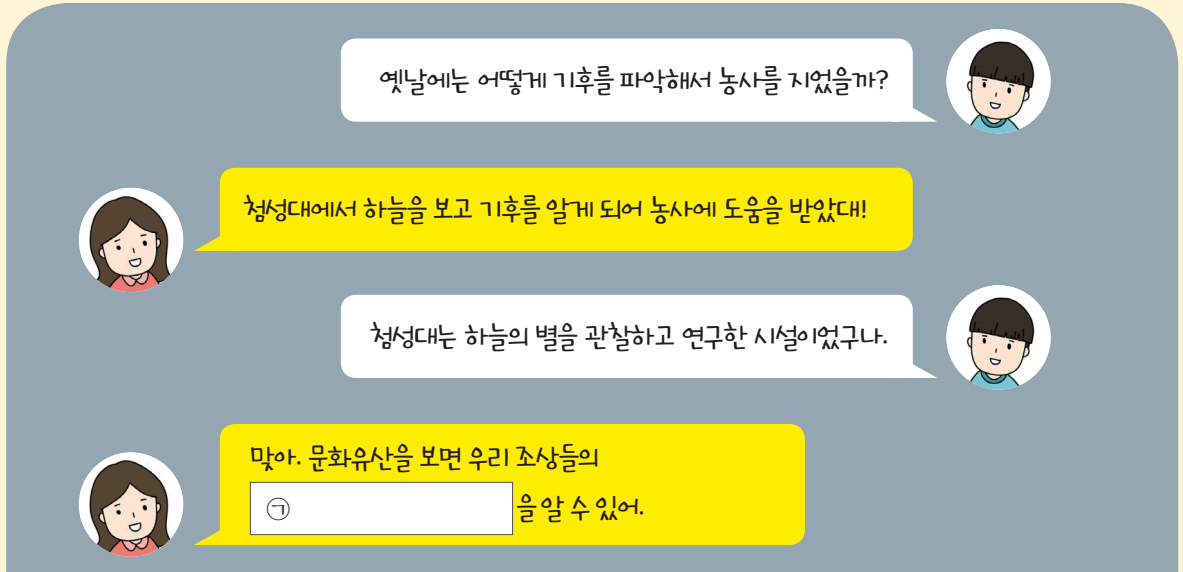 옛날에는 어떻게 기후를 파악해서 농사를 지었을까?
첨성대에서 하늘을 보고 기후를 알게 되어 농사에 도움을 받았대!
첨성대는 하늘의 별을 관찰하고 연구한 시설이었구나.
맞아. 문화유산을 보면 우리 조상들의
㉠ 을 알 수 있어.